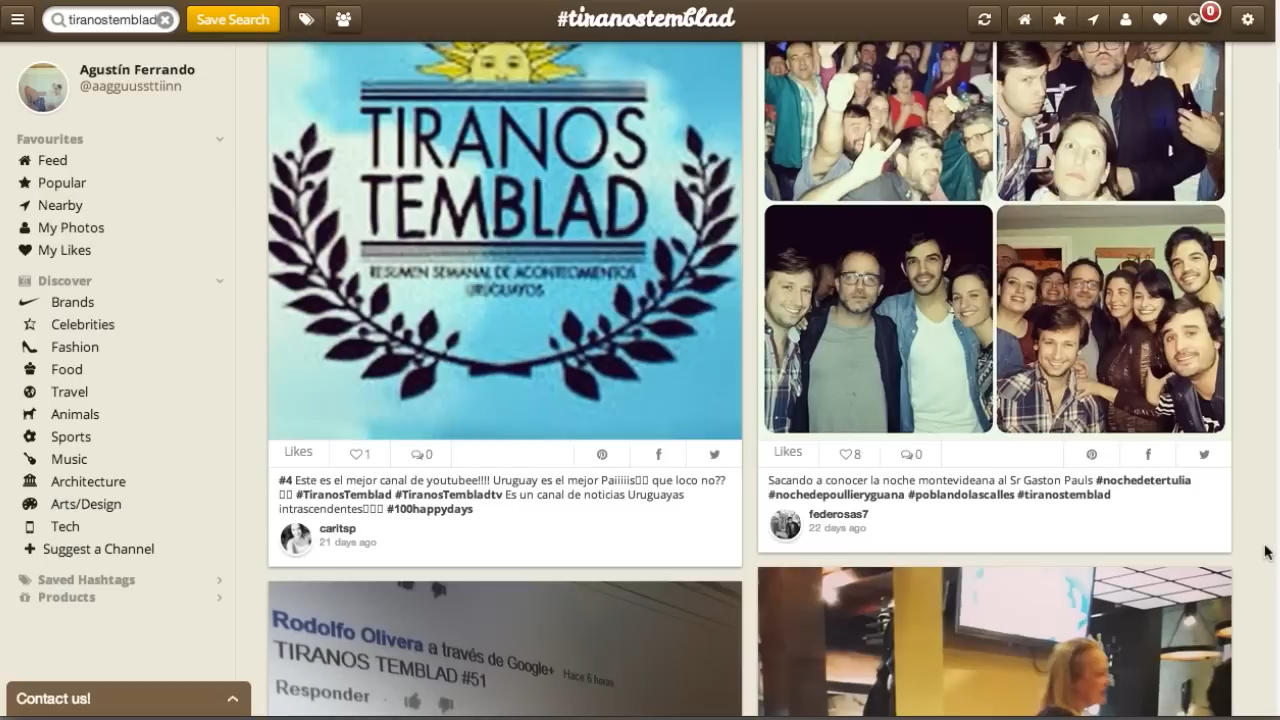 tiranostemblad
Save Search
#tiranostemblad
0
Agustín Ferrando
@aagguussttiinn
Favourites
Feed
Popular
Nearby
My Photos
My Likes
Discover
Brands
Celebrities
Fashion
Food
Travel
Animals
Sports
Music
Architecture
Arts/Design
Tech
Suggest a Channel
Saved Hashtags
Products
Contact us!
TIRANOS
TEMBLAD
RESUMEN SEMANAL DE ACONTECIMIENTOS
URUGUAYOS
Likes
1
0
#4 Este es el mejor canal de youtubee!!!! Uruguay es el mejor Paiiiiis que loco no??
#TiranosTemblad #TiranosTembladtv Es un canal de noticias Uruguayas
intrascendentes #100happydays
caritsp
21 days ago
Rodolfo Olivera a través de Google+ Hace 6 horas
TIRANOS TEMBLAD #51
Responder
Likes
8
0
Sacando a conocer la noche montevideana al Sr Gaston Pauls #nochedetertulia
#nochedepoullieryguana #poblandolascalles #tiranostemblad
federosas7
22 days ago